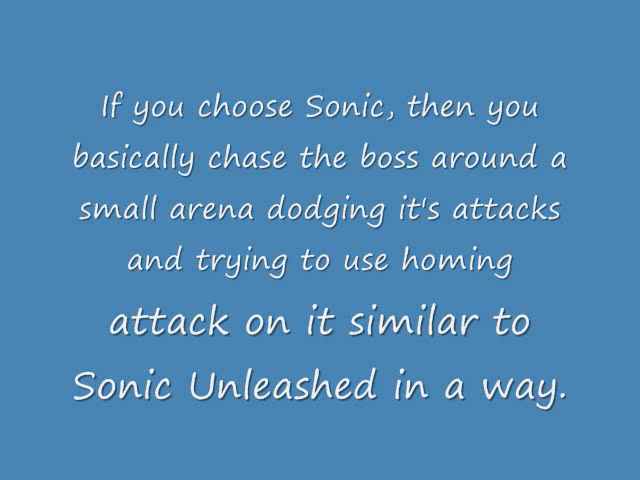 If you choose Sonic, then you
basically chase the boss around a
small arena dodging it's attacks
and trying to use homing
attack on it similar to
Sonic Unleashed in a way.